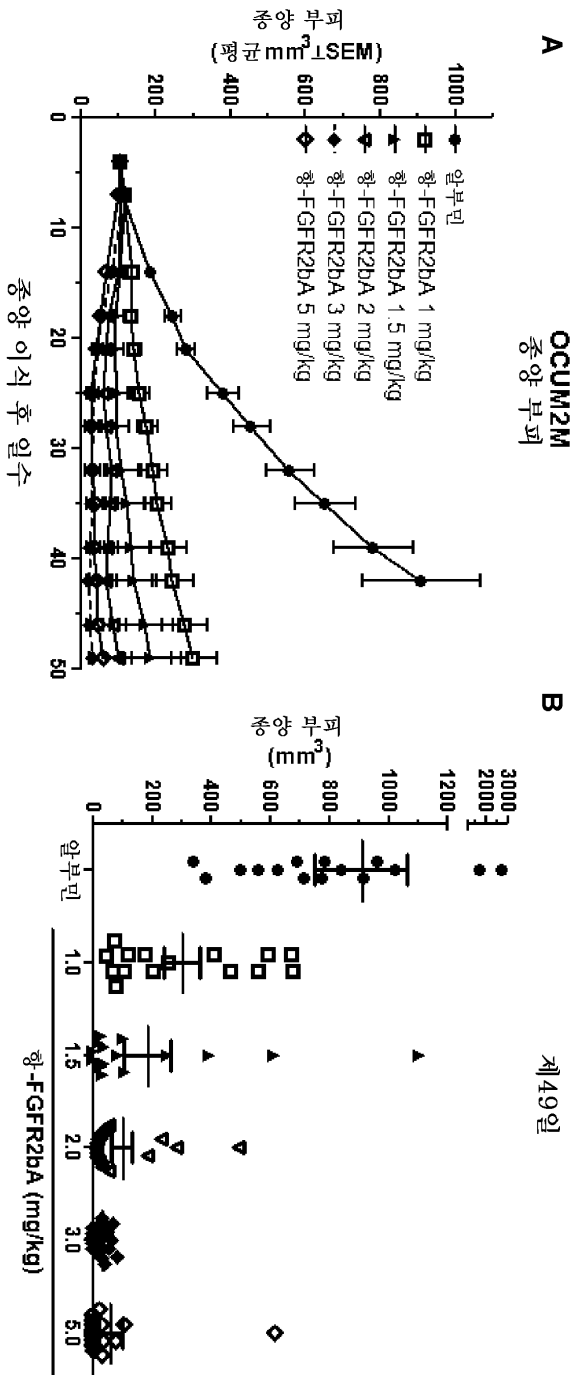 OCUM2M
종양 부피
A
종양 부피
(평균 mm³⊥SEM)
1000
800
600
400
200
0
알부민
항-FGFR2bA 1 mg/kg
항-FGFR2bA 1.5 mg/kg
항-FGFR2bA 2 mg/kg
항-FGFR2bA 3 mg/kg
항-FGFR2bA 5 mg/kg
0 10 20 30 40 50
종양 이식 후 일수
제49일
B
종양 부피
(mm³)
3000
2000
1200
1000
800
600
400
200
0
알부민 1.0 1.5 2.0 3.0 5.0
항-FGFR2bA (mg/kg)